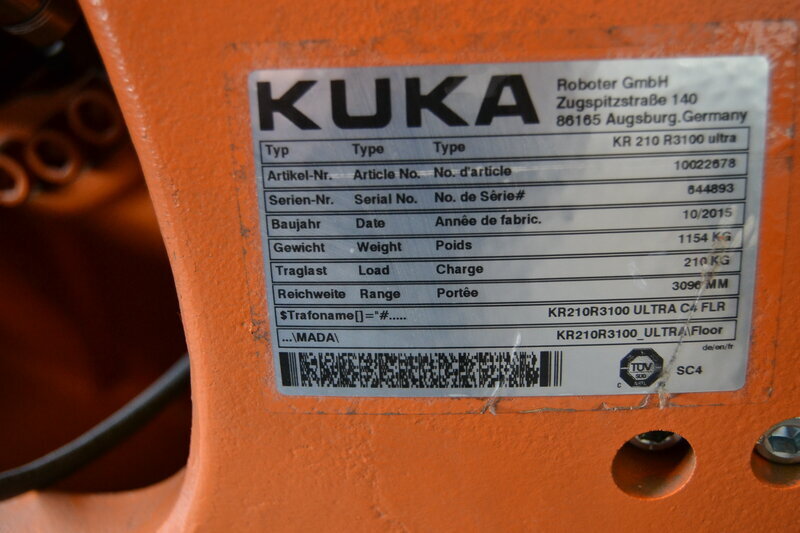 KUKA
Roboter GmbH
Zugspitzstraße 140
86165 Augsburg.Germany
Typ Type Type KR 210 R3100 ultra
Artikel-Nr. Article No. No. d'article 10022678
Serien-Nr. Serial No. No. de Série# 644893
Baujahr Date Année de fabric. 10/2015
Gewicht Weight Poids 1154 KG
Traglast Load Charge 210 KG
Reichweite Range Portêe 3096 MM
$Trafoname[]="#..... KR210R3100 ULTRA C4 FLR
...\MADA\ KR210R3100_ULTRA\Floor
de/en/fr
TÜV
SÜD
C
SC4